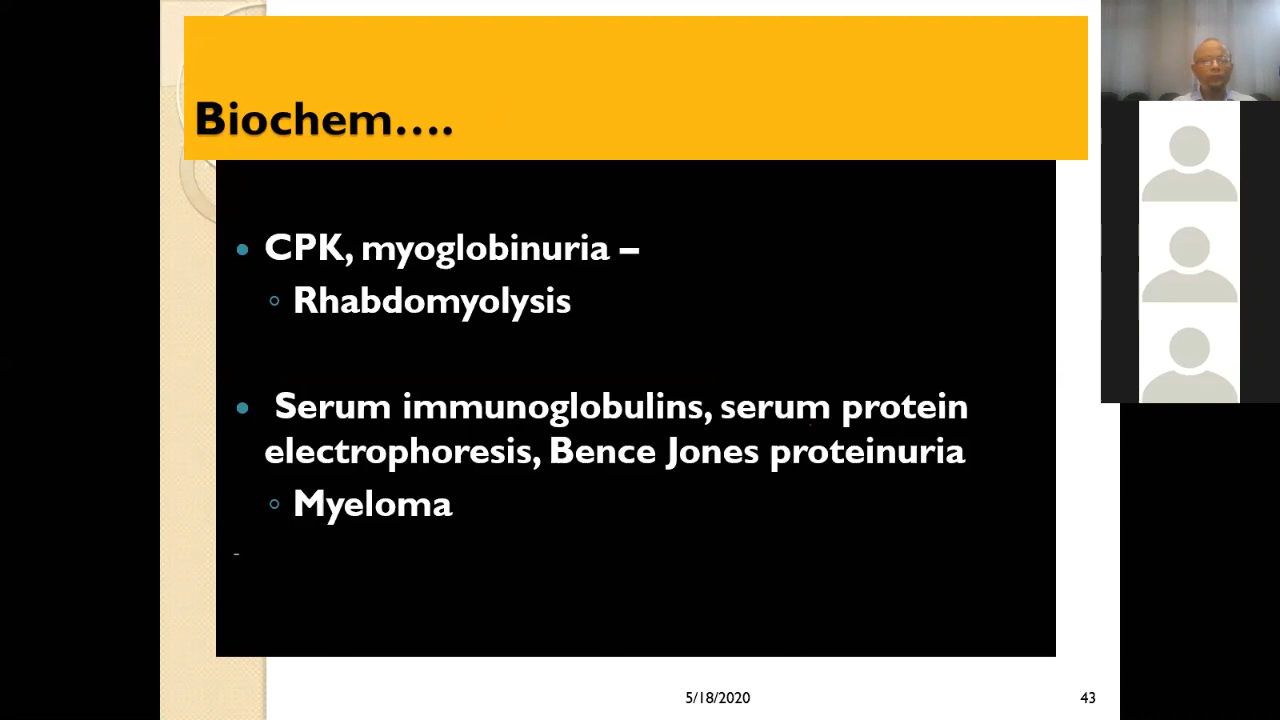 Biochem….
CPK, myoglobinuria –
Rhabdomyolysis
Serum immunoglobulins, serum protein
electrophoresis, Bence Jones proteinuria
Myeloma
-
5/18/2020
43